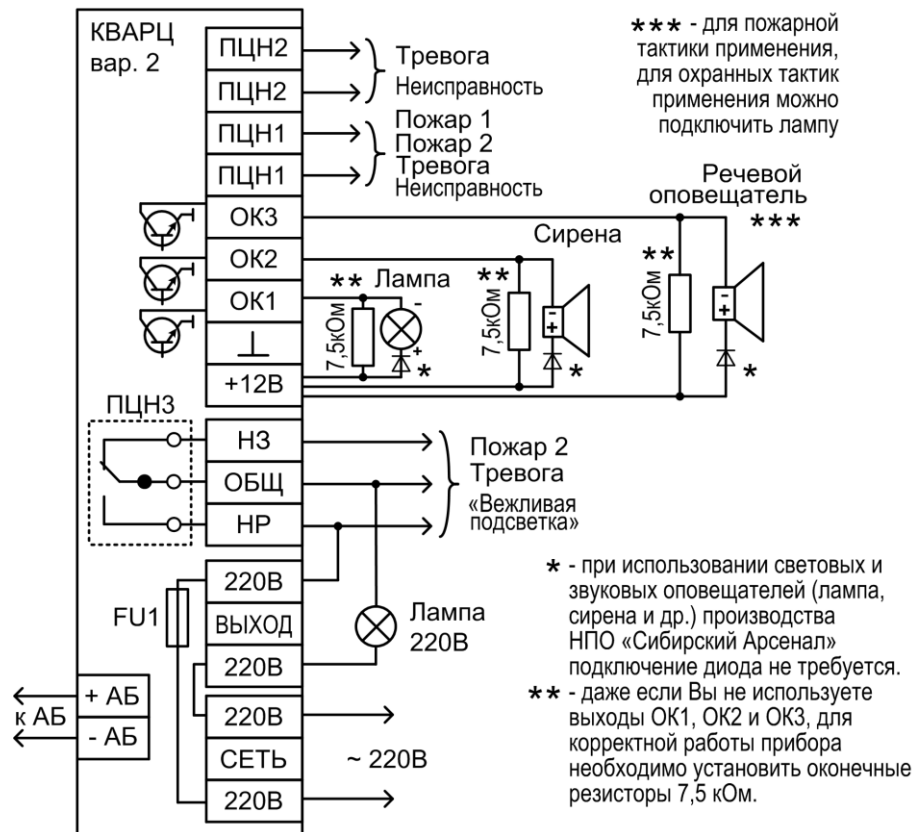 КВАРЦ
вар. 2
ПЦН2
ПЦН2
ПЦН1
ПЦН1
ОК3
ОК2
ОК1
⊥
+12В
Тревога
Неисправность
Пожар 1
Пожар 2
Тревога
Неисправность
*** - для пожарной
тактики применения,
для охранных тактик
применения можно
подключить лампу
Речевой
оповещатель
***
Сирена
**
7,5кОм
- +
*
**
7,5кОм
- +
*
** Лампа
7,5кОм
-
+
*
ПЦН3
НЗ
ОБЩ
НР
Пожар 2
Тревога
«Вежливая
подсветка»
FU1
220В
ВЫХОД
220В
Лампа
220В
220В
СЕТЬ
220В
~ 220В
+ АБ
к АБ
- АБ
* - при использовании световых и
звуковых оповещателей (лампа,
сирена и др.) производства
НПО «Сибирский Арсенал»
подключение диода не требуется.
** - даже если Вы не используете
выходы ОК1, ОК2 и ОК3, для
корректной работы прибора
необходимо установить оконечные
резисторы 7,5 кОм.